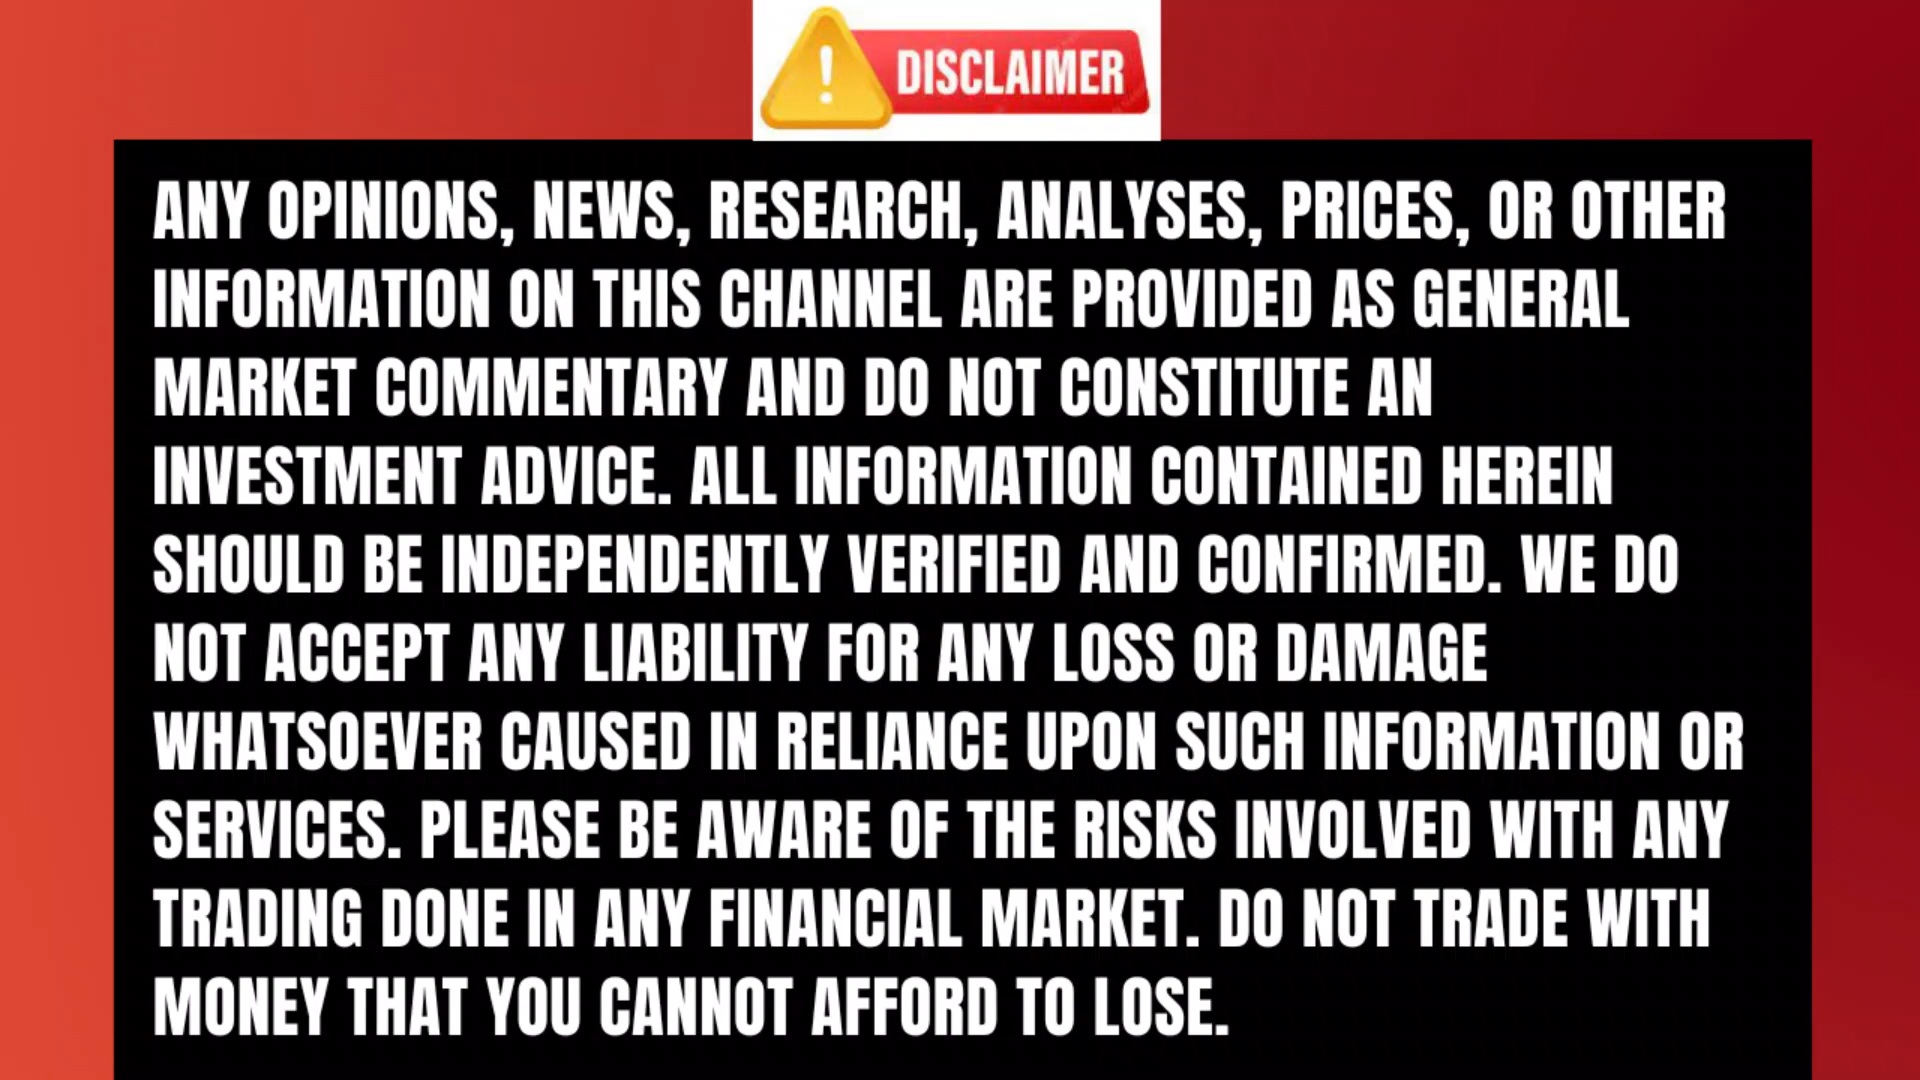 DISCLAIMER
ANY OPINIONS, NEWS, RESEARCH, ANALYSES, PRICES, OR OTHER
INFORMATION ON THIS CHANNEL ARE PROVIDED AS GENERAL
MARKET COMMENTARY AND DO NOT CONSTITUTE AN
INVESTMENT ADVICE. ALL INFORMATION CONTAINED HEREIN
SHOULD BE INDEPENDENTLY VERIFIED AND CONFIRMED. WE DO
NOT ACCEPT ANY LIABILITY FOR ANY LOSS OR DAMAGE
WHATSOEVER CAUSED IN RELIANCE UPON SUCH INFORMATION OR
SERVICES. PLEASE BE AWARE OF THE RISKS INVOLVED WITH ANY
TRADING DONE IN ANY FINANCIAL MARKET. DO NOT TRADE WITH
MONEY THAT YOU CANNOT AFFORD TO LOSE.